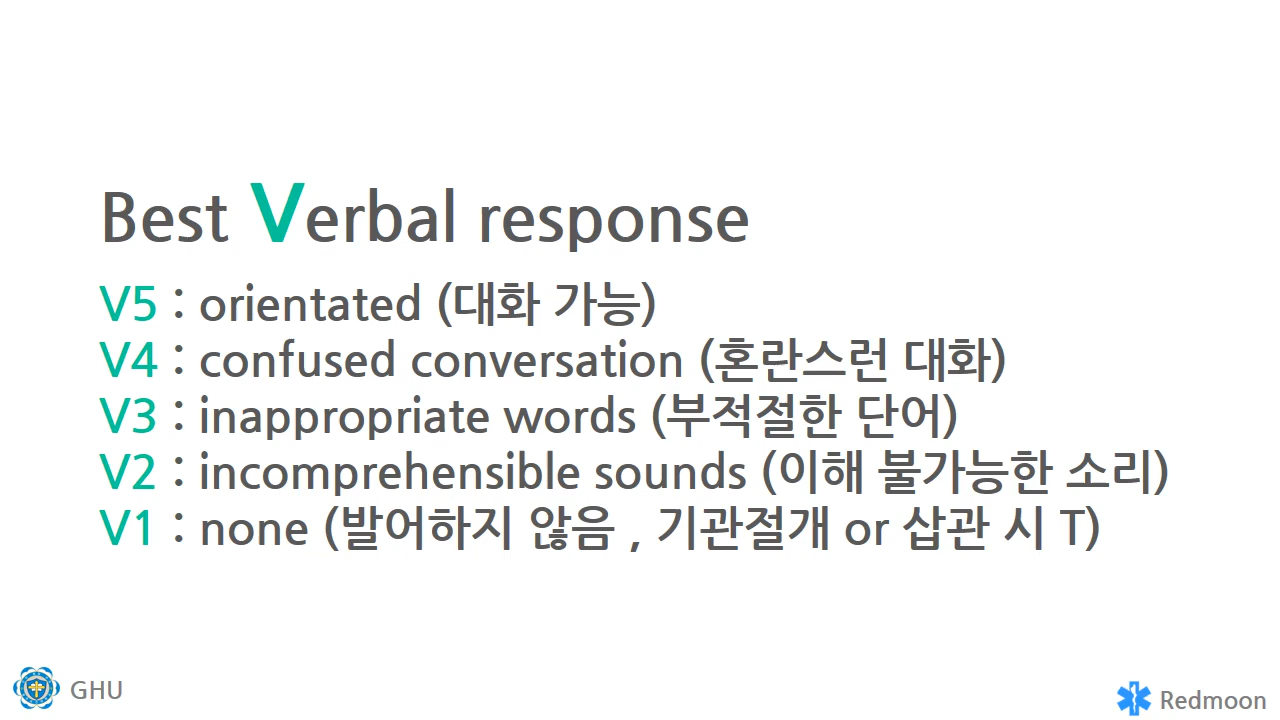 Best Verbal response
V5 : orientated (대화 가능)
V4 : confused conversation (혼란스런 대화)
V3 : inappropriate words (부적절한 단어)
V2 : incomprehensible sounds (이해 불가능한 소리)
V1 : none (발어하지 않음 , 기관절개 or 삽관 시 T)
GHU
Redmoon